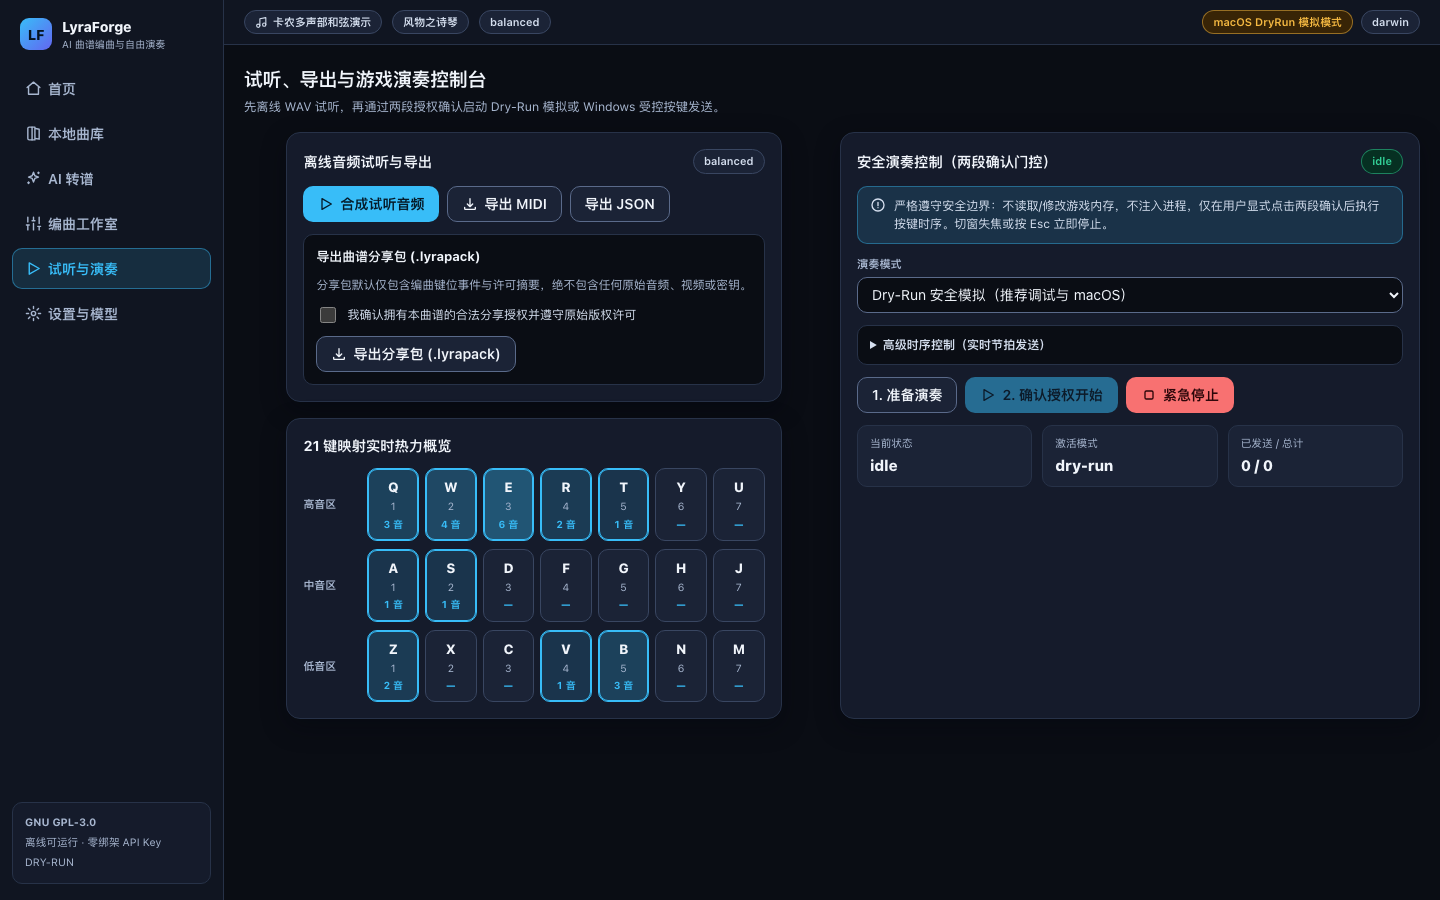 LF
LyraForge
AI 曲谱编曲与自由演奏
首页
本地曲库
AI 转谱
编曲工作室
试听与演奏
设置与模型
GNU GPL-3.0
离线可运行 · 零绑架 API Key
DRY-RUN
卡农多声部和弦演示
风物之诗琴
balanced
macOS DryRun 模拟模式
darwin
试听、导出与游戏演奏控制台
先离线 WAV 试听，再通过两段授权确认启动 Dry-Run 模拟或 Windows 受控按键发送。
离线音频试听与导出
balanced
合成试听音频
导出 MIDI
导出 JSON
导出曲谱分享包 (.lyrapack)
分享包默认仅包含编曲键位事件与许可摘要，绝不包含任何原始音频、视频或密钥。
我确认拥有本曲谱的合法分享授权并遵守原始版权许可
导出分享包 (.lyrapack)
21 键映射实时热力概览
高音区
Q W E R T Y U
1 2 3 4 5 6 7
3 音 4 音 6 音 2 音 1 音 — —
中音区
A S D F G H J
1 2 3 4 5 6 7
1 音 1 音 — — — — —
低音区
Z X C V B N M
1 2 3 4 5 6 7
2 音 — — 1 音 3 音 — —
安全演奏控制（两段确认门控）
idle
严格遵守安全边界：不读取/修改游戏内存，不注入进程，仅在用户显式点击两段确认后执行
按键时序。切窗失焦或按 Esc 立即停止。
演奏模式
Dry-Run 安全模拟（推荐调试与 macOS）
高级时序控制（实时节拍发送）
1. 准备演奏
2. 确认授权开始
紧急停止
当前状态
idle
激活模式
dry-run
已发送 / 总计
0 / 0